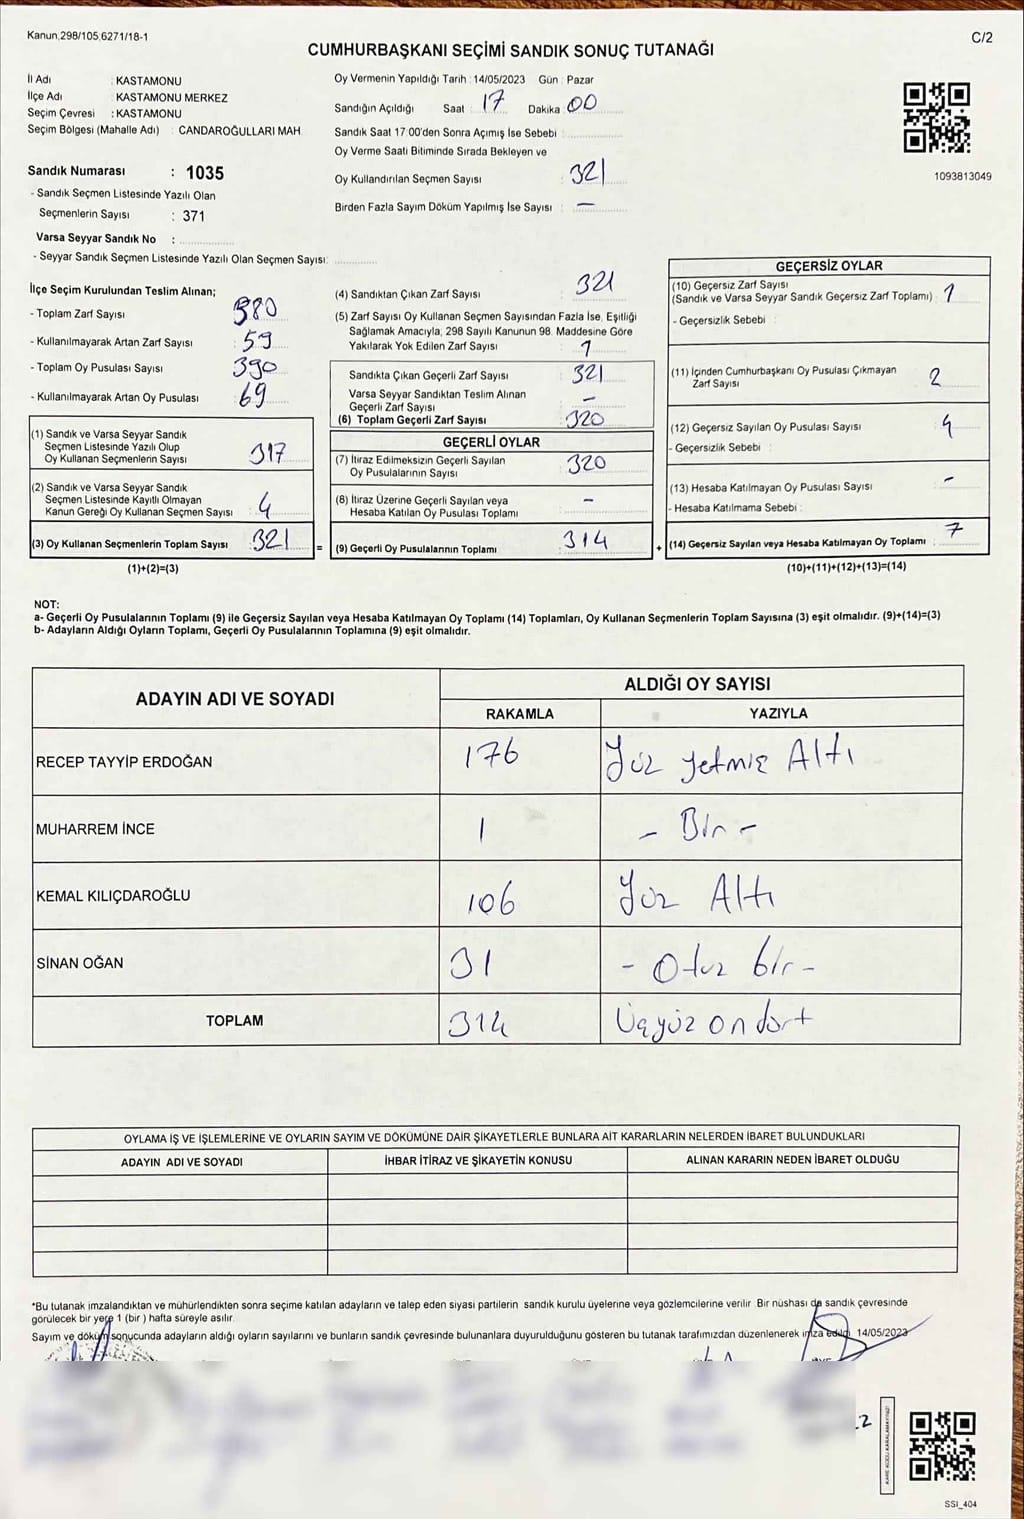 Kanun.298/105,6271/18-1
C/2
CUMHURBAŞKANI SEÇİMİ SANDIK SONUÇ TUTANAĞI
İl Adı : KASTAMONU
İlçe Adı : KASTAMONU MERKEZ
Seçim Çevresi : KASTAMONU
Seçim Bölgesi (Mahalle Adı) : CANDAROĞULLARI MAH
Sandık Numarası : 1035
- Sandık Seçmen Listesinde Yazılı Olan
Seçmenlerin Sayısı : 371
Varsa Seyyar Sandık No :
- Seyyar Sandık Seçmen Listesinde Yazılı Olan Seçmen Sayısı:
Oy Vermenin Yapıldığı Tarih : 14/05/2023 Gün : Pazar
Sandığın Açıldığı Saat : 17 Dakika : 00
Sandık Saat 17:00'den Sonra Açımış İse Sebebi :
Oy Verme Saati Bitiminde Sırada Bekleyen ve
Oy Kullandırılan Seçmen Sayısı : 321
Birden Fazla Sayım Döküm Yapılmış İse Sayısı : —
1093813049
İlçe Seçim Kurulundan Teslim Alınan;
- Toplam Zarf Sayısı : 380
- Kullanılmayarak Artan Zarf Sayısı : 59
- Toplam Oy Pusulası Sayısı : 390
- Kullanılmayarak Artan Oy Pusulası : 69
(1) Sandık ve Varsa Seyyar Sandık
Seçmen Listesinde Yazılı Olup
Oy Kullanan Seçmenlerin Sayısı : 317
(2) Sandık ve Varsa Seyyar Sandık
Seçmen Listesinde Kayıtlı Olmayan
Kanun Gereği Oy Kullanan Seçmen Sayısı : 4
(3) Oy Kullanan Seçmenlerin Toplam Sayısı : 321
(1)+(2)=(3)
=
(4) Sandıktan Çıkan Zarf Sayısı : 321
(5) Zarf Sayısı Oy Kullanan Seçmen Sayısından Fazla İse, Eşitliği
Sağlamak Amacıyla, 298 Sayılı Kanunun 98. Maddesine Göre
Yakılarak Yok Edilen Zarf Sayısı : 1
Sandıkta Çıkan Geçerli Zarf Sayısı : 321
Varsa Seyyar Sandıktan Teslim Alınan
Geçerli Zarf Sayısı : —
(6) Toplam Geçerli Zarf Sayısı : 320
GEÇERLİ OYLAR
(7) İtiraz Edilmeksizin Geçerli Sayılan
Oy Pusulalarının Sayısı : 320
(8) İtiraz Üzerine Geçerli Sayılan veya
Hesaba Katılan Oy Pusulası Toplamı : —
(9) Geçerli Oy Pusulalarının Toplamı : 314
+
GEÇERSİZ OYLAR
(10) Geçersiz Zarf Sayısı
(Sandık ve Varsa Seyyar Sandık Geçersiz Zarf Toplamı) : 1
- Geçersizlik Sebebi :
(11) İçinden Cumhurbaşkanı Oy Pusulası Çıkmayan
Zarf Sayısı : 2
(12) Geçersiz Sayılan Oy Pusulası Sayısı : 4
- Geçersizlik Sebebi :
(13) Hesaba Katılmayan Oy Pusulası Sayısı : -
- Hesaba Katılmama Sebebi :
(14) Geçersiz Sayılan veya Hesaba Katılmayan Oy Toplamı : 7
(10)+(11)+(12)+(13)=(14)
NOT:
a- Geçerli Oy Pusulalarının Toplamı (9) ile Geçersiz Sayılan veya Hesaba Katılmayan Oy Toplamı (14) Toplamları, Oy Kullanan Seçmenlerin Toplam Sayısına (3) eşit olmalıdır. (9)+(14)=(3)
b- Adayların Aldığı Oyların Toplamı, Geçerli Oy Pusulalarının Toplamına (9) eşit olmalıdır.
ADAYIN ADI VE SOYADI
ALDIĞI OY SAYISI
RAKAMLA YAZIYLA
RECEP TAYYİP ERDOĞAN 176 Yüz yetmiş Altı
MUHARREM İNCE 1 - Bir -
KEMAL KILIÇDAROĞLU 106 Yüz Altı
SİNAN OĞAN 31 - Otuz bir -
TOPLAM 314 Üçyüz on dört
OYLAMA İŞ VE İŞLEMLERİNE VE OYLARIN SAYIM VE DÖKÜMÜNE DAİR ŞİKAYETLERLE BUNLARA AİT KARARLARIN NELERDEN İBARET BULUNDUKLARI
ADAYIN ADI VE SOYADI İHBAR İTİRAZ VE ŞİKAYETİN KONUSU ALINAN KARARIN NEDEN İBARET OLDUĞU
*Bu tutanak imzalandıktan ve mühürlendikten sonra seçime katılan adayların ve talep eden siyasi partilerin sandık kurulu üyelerine veya gözlemcilerine verilir. Bir nüshası da sandık çevresinde
görülecek bir yere 1 (bir) hafta süreyle asılır.
Sayım ve döküm sonucunda adayların aldığı oyların sayılarını ve bunların sandık çevresinde bulunanlara duyurulduğunu gösteren bu tutanak tarafımızdan düzenlenerek imza edildi. 14/05/2023
KARE KODU KARALAMAYINIZ!
SSİ_404